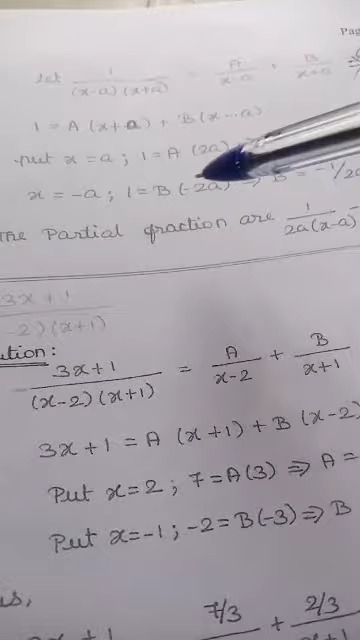 Pag
let 1/(x-a)(x+a) = A/(x-a) + B/(x+a)
1 = A (x+a) + B(x-a)
put x = a ; 1 = A (2a)
x = -a ; 1 = B (-2a) ⇒ B = -1/2a
The Partial fraction are 1/2a(x-a)
3x+1
-2)(x+1)
ution:
3x+1/(x-2)(x+1) = A/(x-2) + B/(x+1)
3x+1 = A (x+1) + B (x-2)
Put x=2 ; 7=A(3) ⇒ A =
Put x=-1 ; -2=B(-3) ⇒ B
us,
7/3 + 2/3